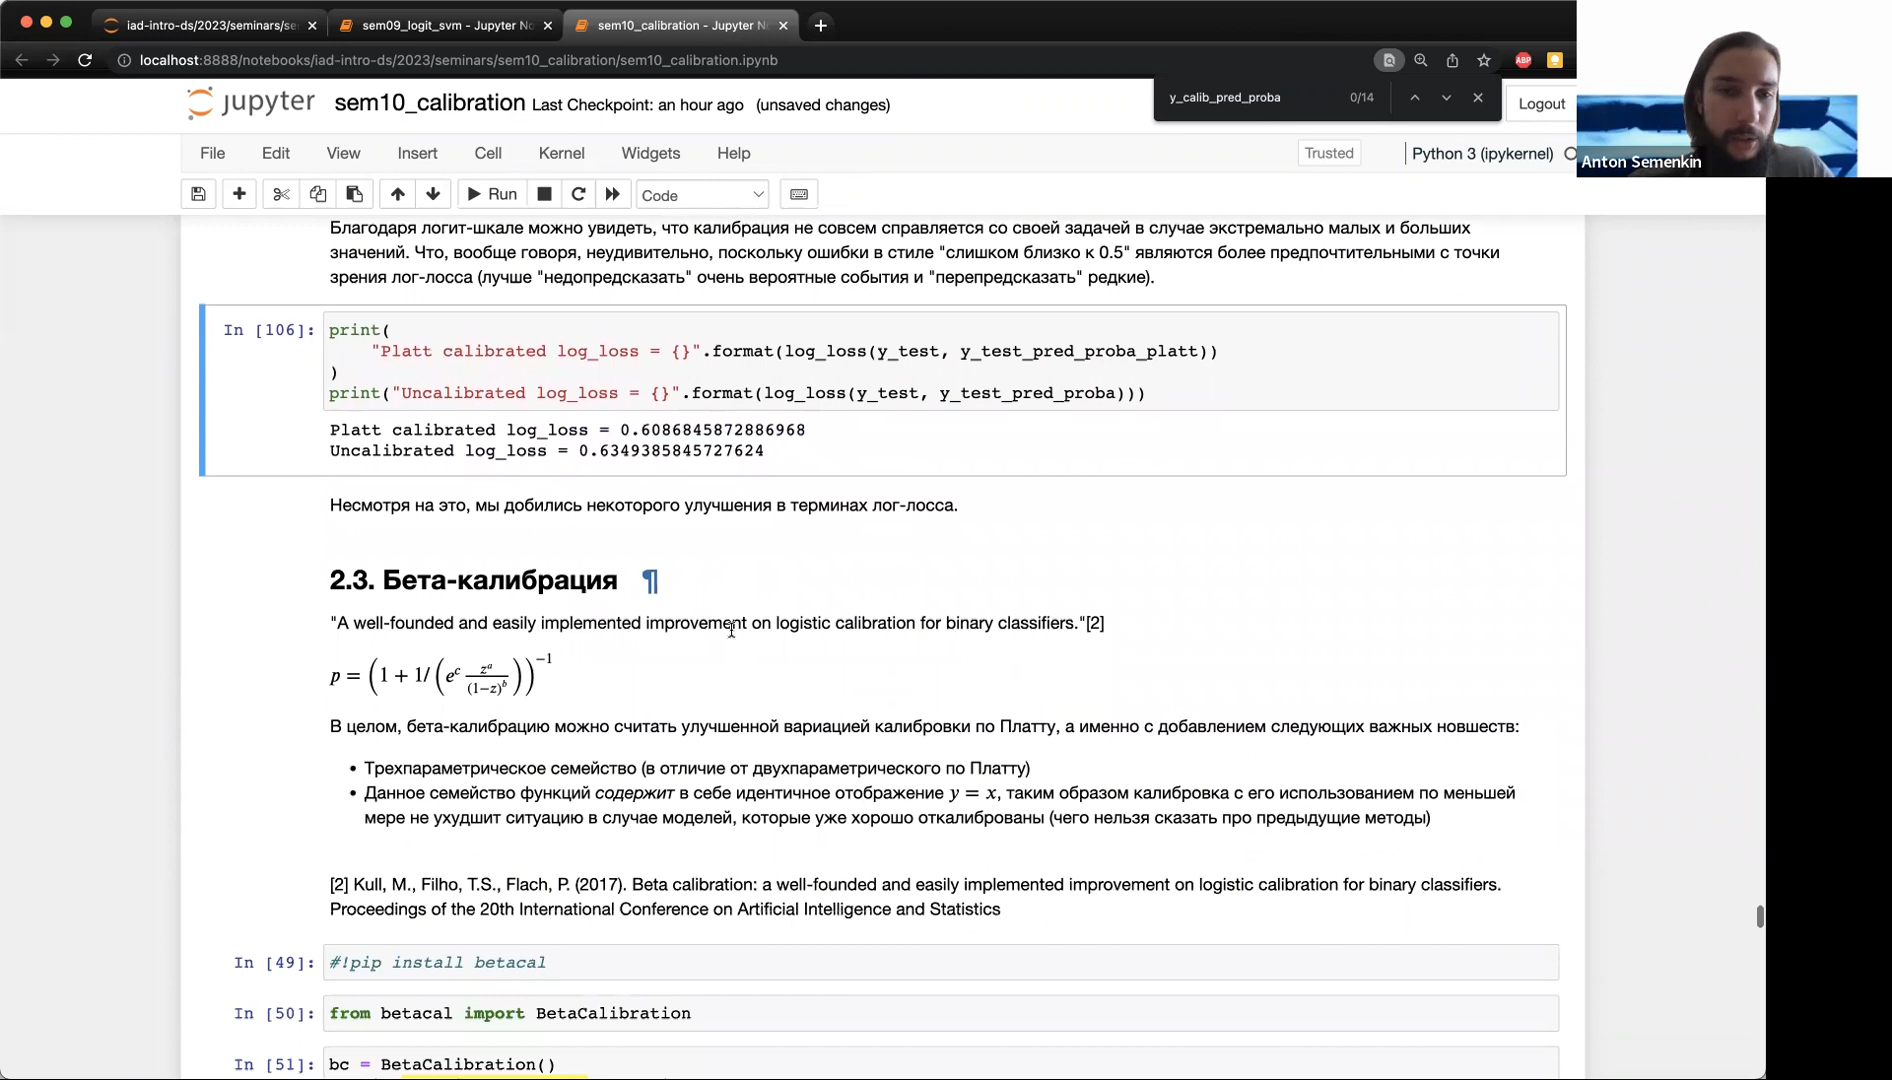 iad-intro-ds/2023/seminars/se
sem09_logit_svm - Jupyter No
sem10_calibration - Jupyter N
localhost:8888/notebooks/iad-intro-ds/2023/seminars/sem10_calibration/sem10_calibration.ipynb
ABP
y_calib_pred_proba 0/14
jupyter sem10_calibration Last Checkpoint: an hour ago (unsaved changes)
Logout
Anton Semenkin
File Edit View Insert Cell Kernel Widgets Help Trusted Python 3 (ipykernel)
Run Code
Благодаря логит-шкале можно увидеть, что калибрация не совсем справляется со своей задачей в случае экстремально малых и больших
значений. Что, вообще говоря, неудивительно, поскольку ошибки в стиле "слишком близко к 0.5" являются более предпочтительными с точки
зрения лог-лосса (лучше "недопредсказать" очень вероятные события и "перепредсказать" редкие).
In [106]: print(
"Platt calibrated log_loss = {}".format(log_loss(y_test, y_test_pred_proba_platt))
)
print("Uncalibrated log_loss = {}".format(log_loss(y_test, y_test_pred_proba)))
Platt calibrated log_loss = 0.6086845872886968
Uncalibrated log_loss = 0.6349385845727624
Несмотря на это, мы добились некоторого улучшения в терминах лог-лосса.
2.3. Бета-калибрация ¶
"A well-founded and easily implemented improvement on logistic calibration for binary classifiers."[2]
p = (1 + 1/(e^c z^a/(1−z)^b))^−1
В целом, бета-калибрацию можно считать улучшенной вариацией калибровки по Платту, а именно с добавлением следующих важных новшеств:
• Трехпараметрическое семейство (в отличие от двухпараметрического по Платту)
• Данное семейство функций содержит в себе идентичное отображение y = x, таким образом калибровка с его использованием по меньшей
мере не ухудшит ситуацию в случае моделей, которые уже хорошо откалиброваны (чего нельзя сказать про предыдущие методы)
[2] Kull, M., Filho, T.S., Flach, P. (2017). Beta calibration: a well-founded and easily implemented improvement on logistic calibration for binary classifiers.
Proceedings of the 20th International Conference on Artificial Intelligence and Statistics
In [49]: #!pip install betacal
In [50]: from betacal import BetaCalibration
In [51]: bc = BetaCalibration()